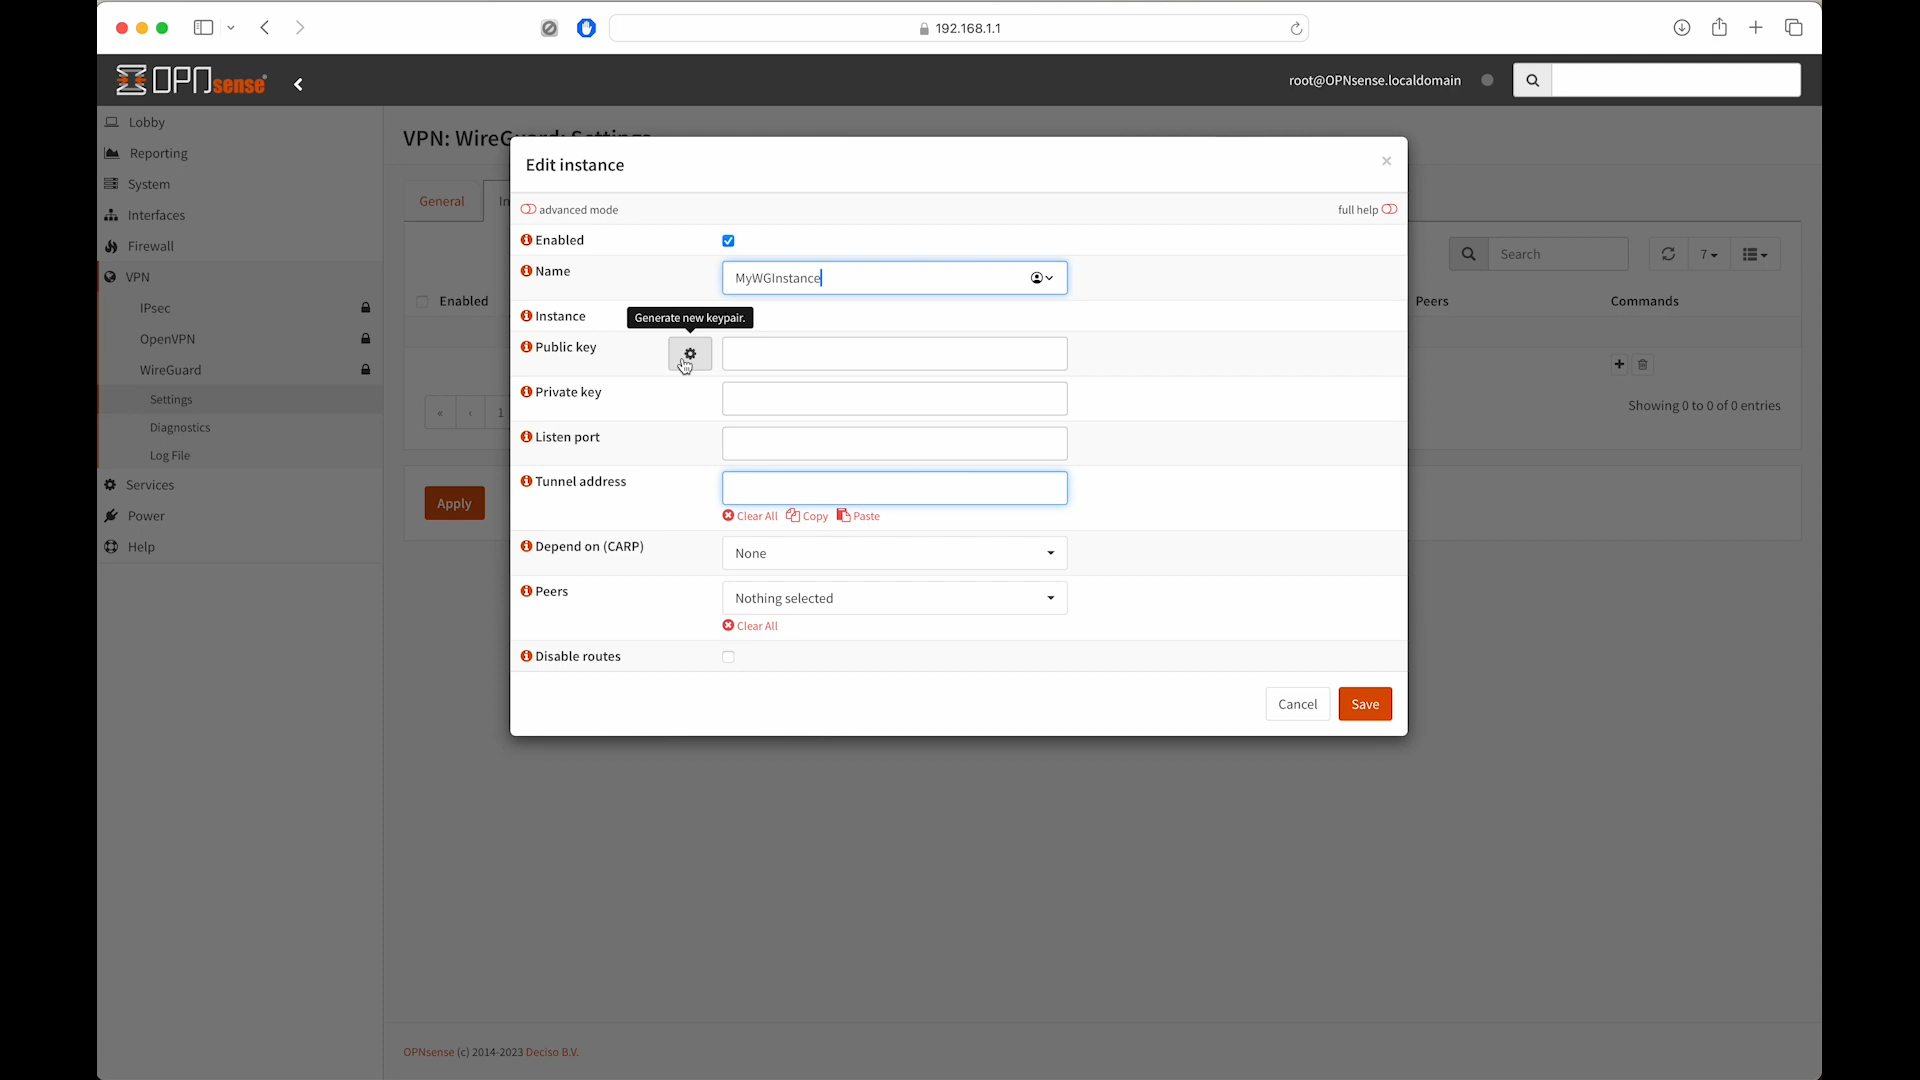 192.168.1.1
OPNsense
root@OPNsense.localdomain
Lobby
Reporting
System
Interfaces
Firewall
VPN
IPsec
OpenVPN
WireGuard
Settings
Diagnostics
Log File
Services
Power
Help
VPN: WireGuard: Settings
General
In
Search
7
Enabled
Peers
Commands
« ‹ 1
Showing 0 to 0 of 0 entries
Apply
Edit instance
×
advanced mode
full help
Enabled
Name
MyWGInstance
Instance
Generate new keypair.
Public key
Private key
Listen port
Tunnel address
Clear All Copy Paste
Depend on (CARP)
None
Peers
Nothing selected
Clear All
Disable routes
Cancel
Save
OPNsense (c) 2014-2023 Deciso B.V.